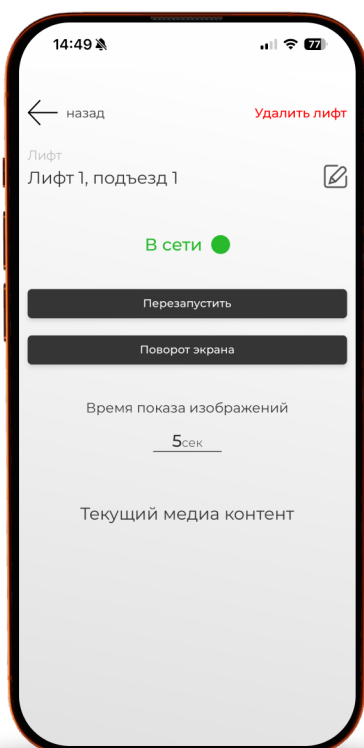 14:49
77
назад
Удалить лифт
Лифт
Лифт 1, подъезд 1
В сети
Перезапустить
Поворот экрана
Время показа изображений
5сек
Текущий медиа контент